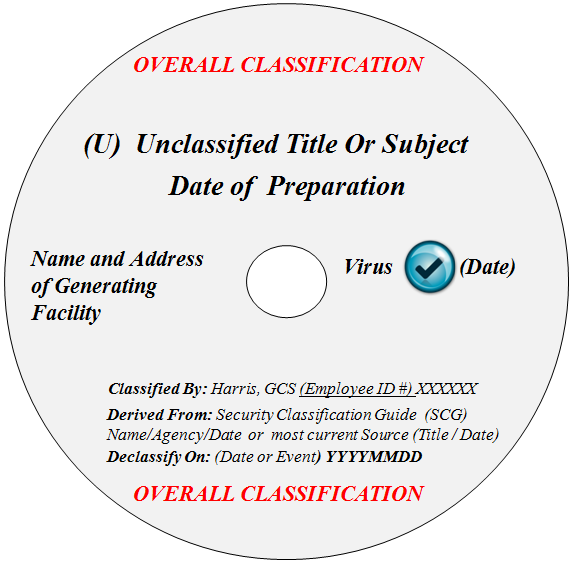 OVERALL CLASSIFICATION
(U) Unclassified Title Or Subject
Date of Preparation
Name and Address
of Generating
Facility
Virus (Date)
Classified By: Harris, GCS (Employee ID #) XXXXXX
Derived From: Security Classification Guide (SCG)
Name/Agency/Date or most current Source (Title / Date)
Declassify On: (Date or Event) YYYYMMDD
OVERALL CLASSIFICATION